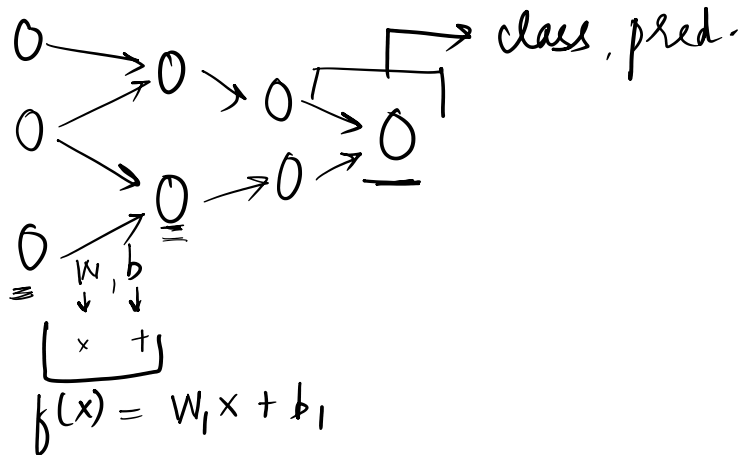 class, pred.
w, b
x +
f(x) = W₁x + b₁